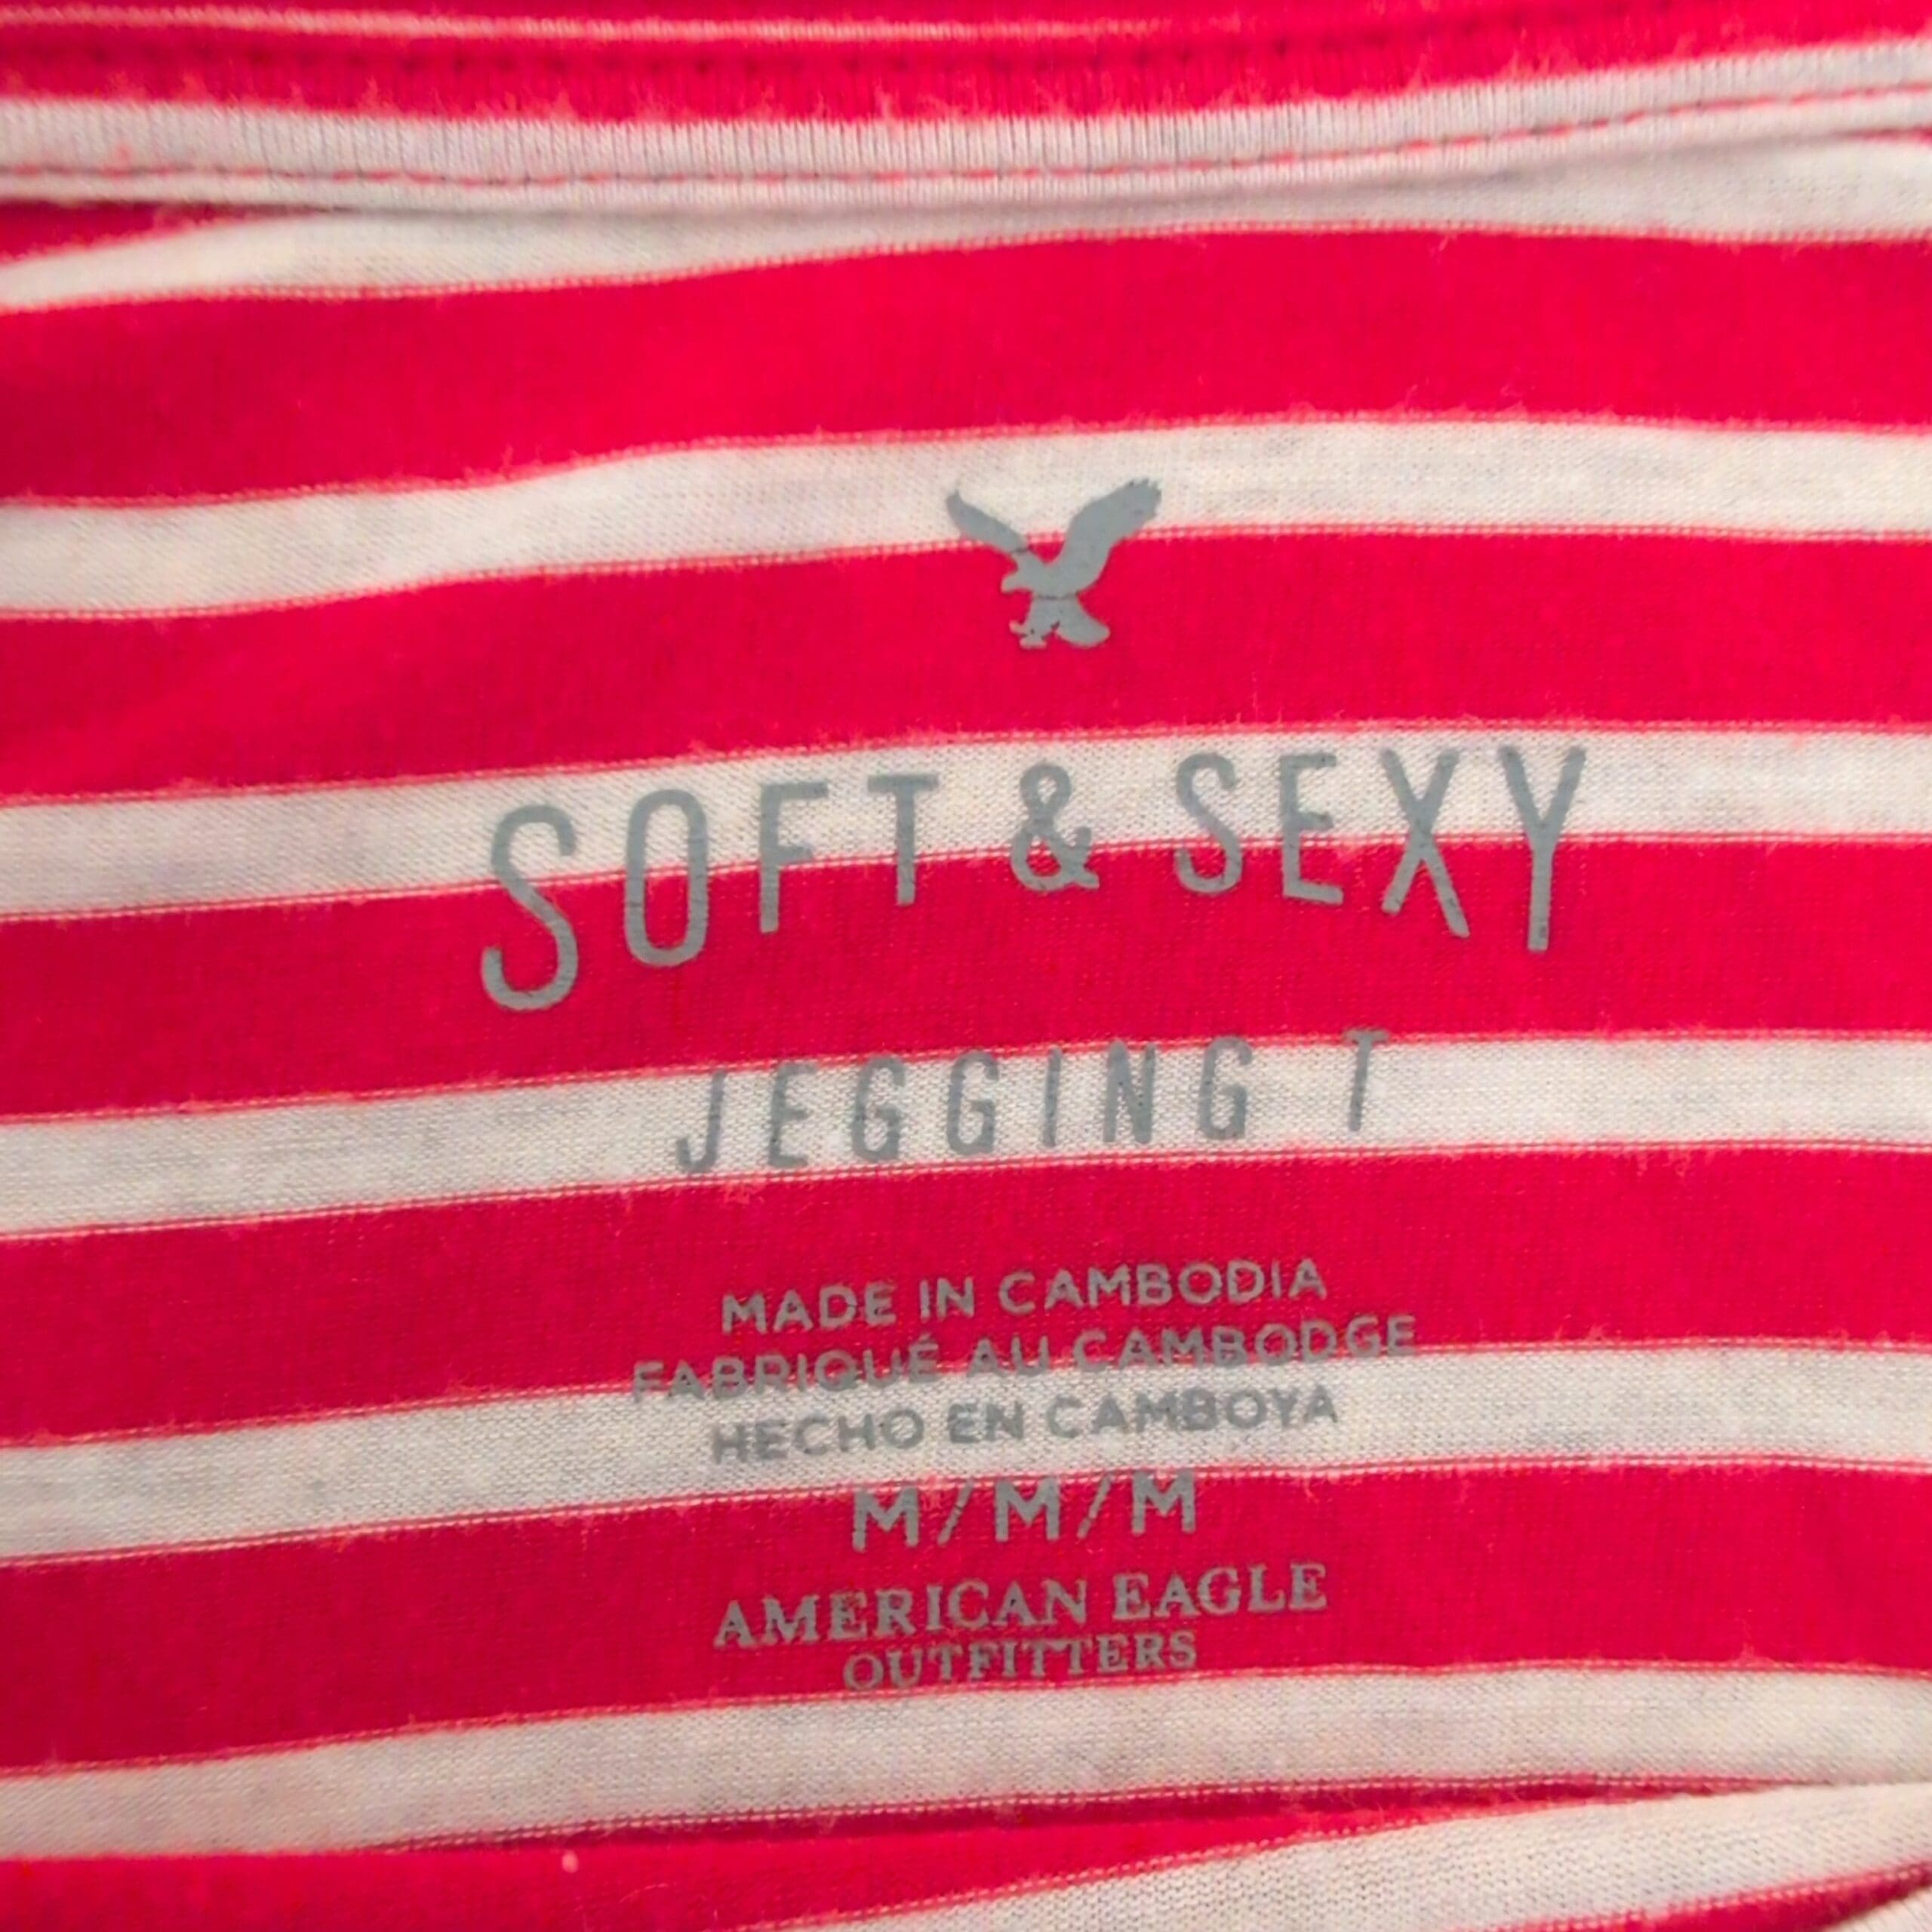 SOFT & SEXY
JEGGING T
MADE IN CAMBODIA
FABRIQUÉ AU CAMBODGE
HECHO EN CAMBOYA
M/M/M
AMERICAN EAGLE
OUTFITTERS